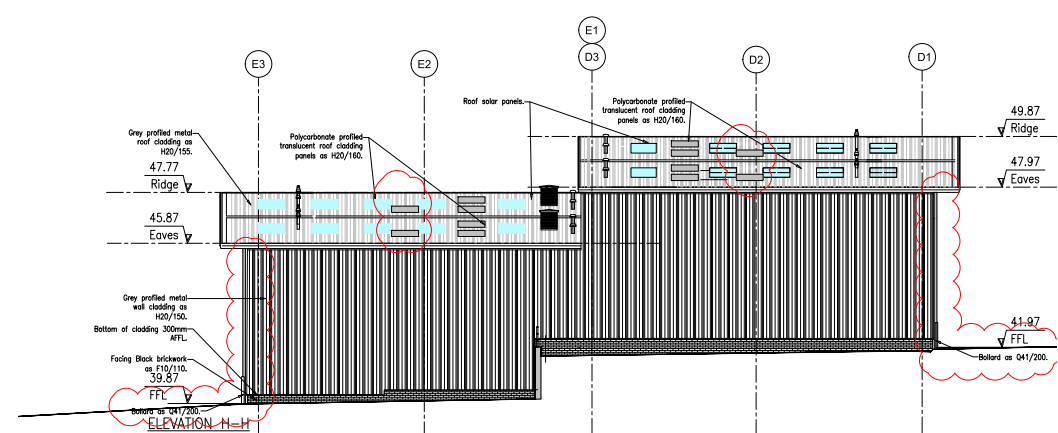 E1
E3
E2
D3
D2
D1
Roof solar panels.
Polycarbonate profiled
translucent roof cladding
panels as H20/160.
49.87
Ridge
Grey profiled metal
roof cladding as
H20/155.
Polycarbonate profiled
translucent roof cladding
panels as H20/160.
47.97
Eaves
47.77
Ridge
45.87
Eaves
Grey profiled metal
wall cladding as
H20/150.
Bottom of cladding 300mm
AFFL.
41.97
FFL
Bollard as Q41/200.
Facing Black brickwork
as F10/110.
39.87
FFL
Bollard as Q41/200.
ELEVATION H-H